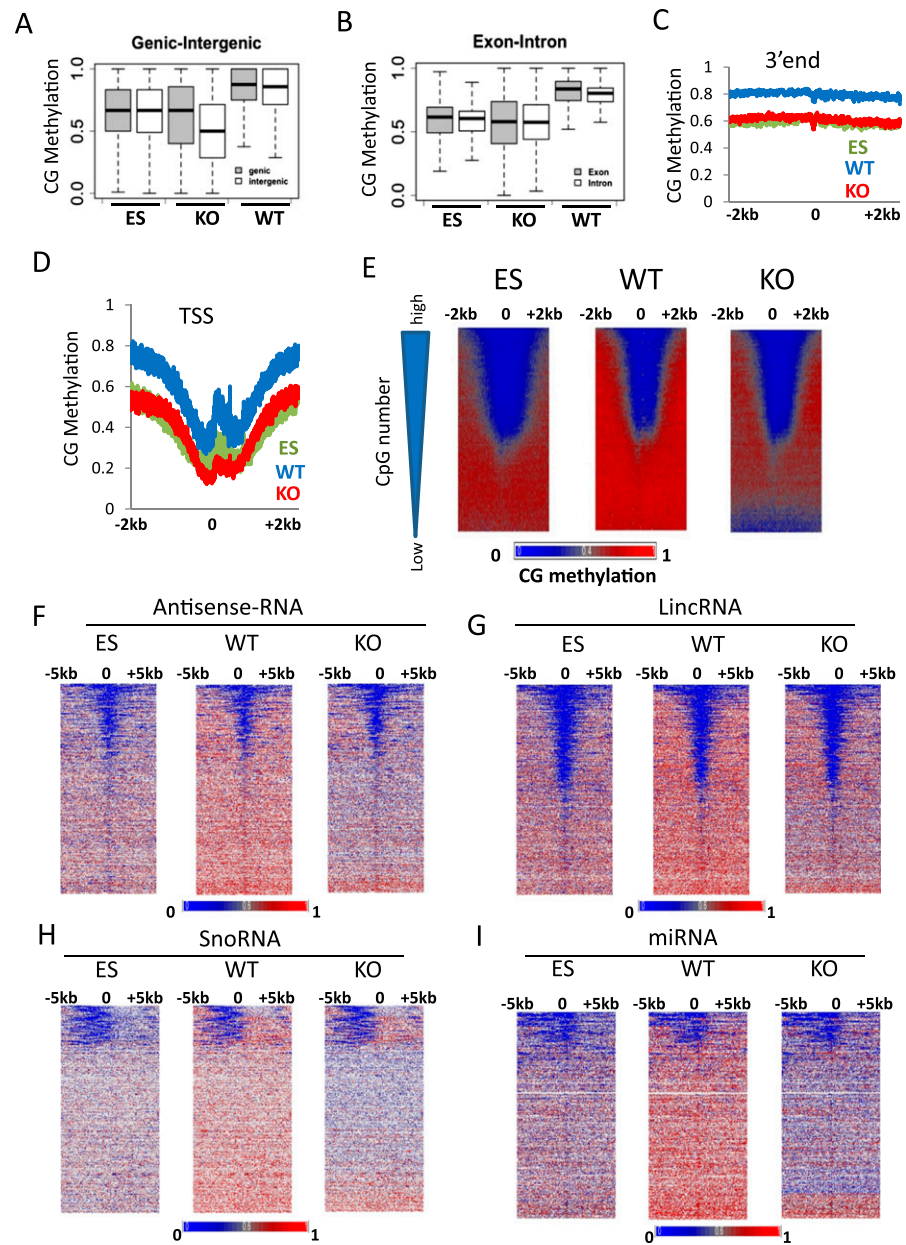 A
Genic-Intergenic
CG Methylation
1.0
0.5
0.0
genic
intergenic
ES
KO
WT
B
Exon-Intron
CG Methylation
1.0
0.5
0.0
Exon
Intron
ES
KO
WT
C
3'end
CG Methylation
1
0.8
0.6
0.4
0.2
0
ES
WT
KO
-2kb
0
+2kb
D
TSS
CG Methylation
1
0.8
0.6
0.4
0.2
0
ES
WT
KO
-2kb
0
+2kb
E
ES
WT
KO
high
CpG number
Low
-2kb 0 +2kb
-2kb 0 +2kb
-2kb 0 +2kb
0
0
0.4
1
CG methylation
F
Antisense-RNA
ES
WT
KO
-5kb 0 +5kb
-5kb 0 +5kb
-5kb 0 +5kb
0
1
G
LincRNA
ES
WT
KO
-5kb 0 +5kb
-5kb 0 +5kb
-5kb 0 +5kb
0
1
H
SnoRNA
ES
WT
KO
-5kb 0 +5kb
-5kb 0 +5kb
-5kb 0 +5kb
0
1
I
miRNA
ES
WT
KO
-5kb 0 +5kb
-5kb 0 +5kb
-5kb 0 +5kb
0
1